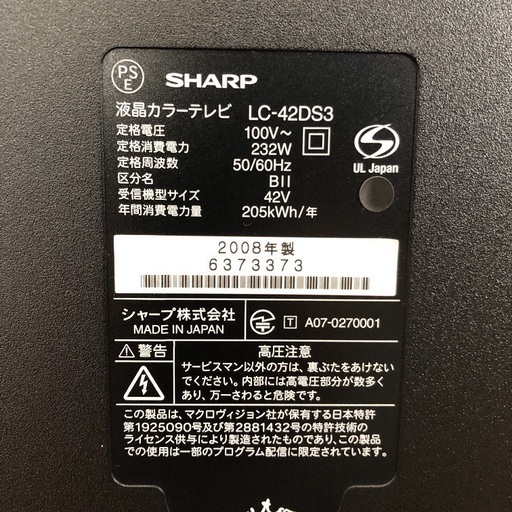 PS
E
SHARP
液晶カラーテレビ LC-42DS3
定格電圧 100V～
定格消費電力 232W
定格周波数 50/60Hz
区分名 BII
受信機型サイズ 42V
年間消費電力量 205kWh/年
UL Japan
2008年製
6373373
シャープ株式会社
MADE IN JAPAN
T A07-0270001
警告 高圧注意
サービスマン以外の方は、裏ぶたをあけない
でください。内部には高電圧部分が数多く
あり、万一さわると危険です。
この製品は、マクロヴィジョン社が保有する日本特許
第1925090号及び第2881432号の特許技術の
ライセンス供与により製造されたものであり、この製品
での使用は一部のプログラム配信に限定されています。